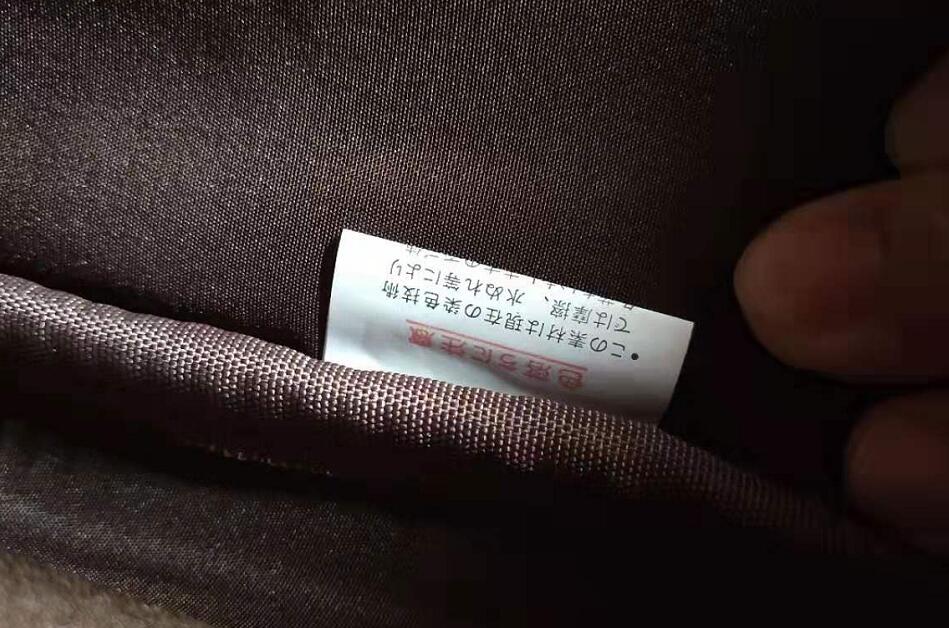 色落ちに注意
•この素材は現在の染色技術
では摩擦、水ぬれ等により